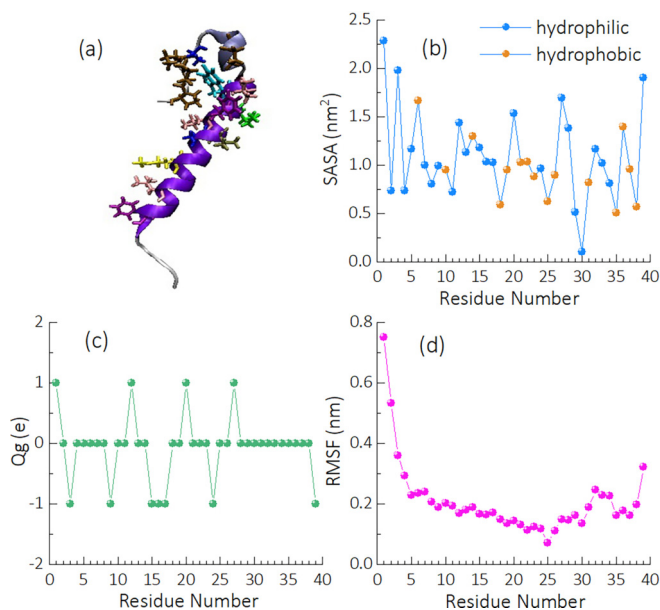 (a)
(b)
hydrophilic
hydrophobic
SASA (nm²)
2.5
2.0
1.5
1.0
0.5
0.0
0 5 10 15 20 25 30 35 40
Residue Number
(c)
Qg (e)
2
1
0
-1
-2
0 5 10 15 20 25 30 35 40
Residue Number
(d)
RMSF (nm)
0.8
0.6
0.4
0.2
0.0
0 5 10 15 20 25 30 35 40
Residue Number